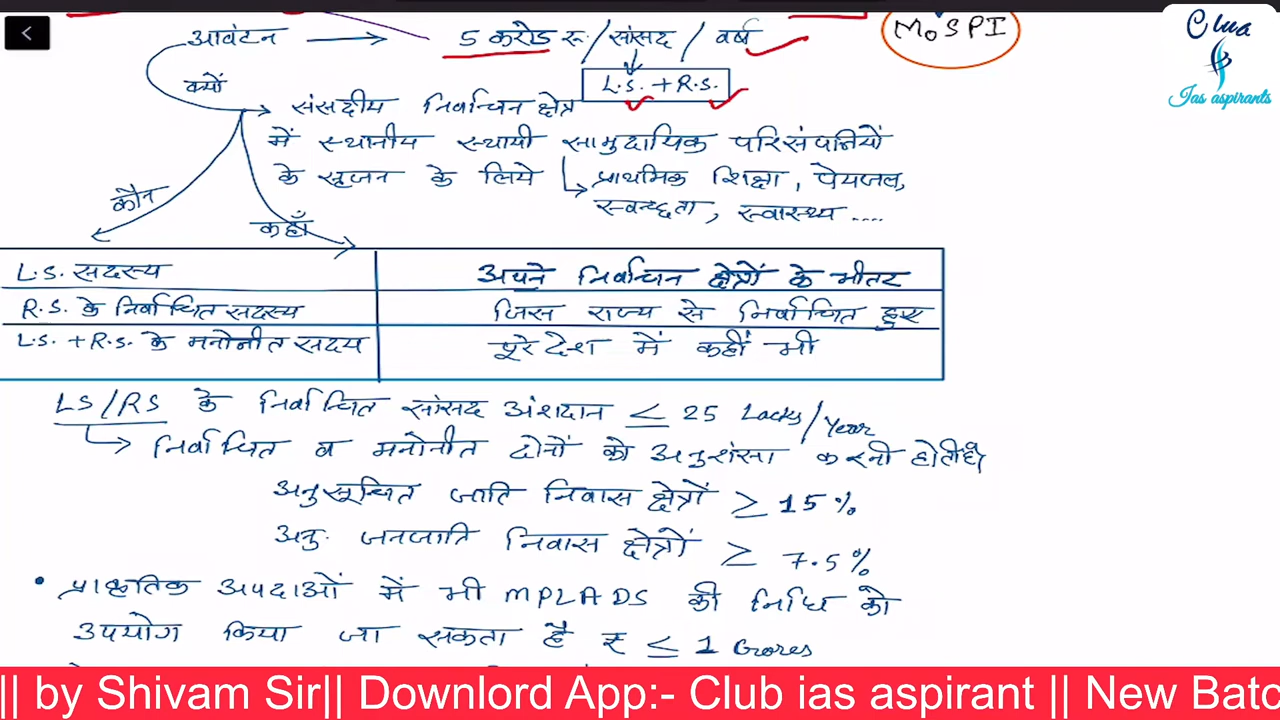 <
आवंटन → 5 करोड रु / सांसद / वर्ष
MoSPI
Clua
Ias aspirants
क्यों
L.S. + R.S.
→ संसदीय निर्वाचन क्षेत्र
में स्थानीय स्थायी सामुदायिक परिसंपत्तियों
के सृजन के लिये → प्राथमिक शिक्षा, पेयजल,
स्वच्छता, स्वास्थ्य ....
कौन
कहाँ
L.S. सदस्य अपने निर्वाचन क्षेत्रों के भीतर
R.S. के निर्वाचित सदस्य जिस राज्य से निर्वाचित हुए
L.S. + R.S. के मनोनीत सदस्य पूरे देश में कहीं भी
LS/RS के निर्वाचित सांसद अंशदान ≤ 25 Lacks/Year
→ निर्वाचित व मनोनीत दोनों को अनुशंसा करनी होती है
अनुसूचित जाति निवास क्षेत्रों ≥ 15%
अनु. जनजाति निवास क्षेत्रों ≥ 7.5%
• प्राकृतिक अपदाओं में भी MPLADS की निधि को
उपयोग किया जा सकता है ₹ ≤ 1 Crores
|| by Shivam Sir|| Downlord App:- Club ias aspirant || New Batc